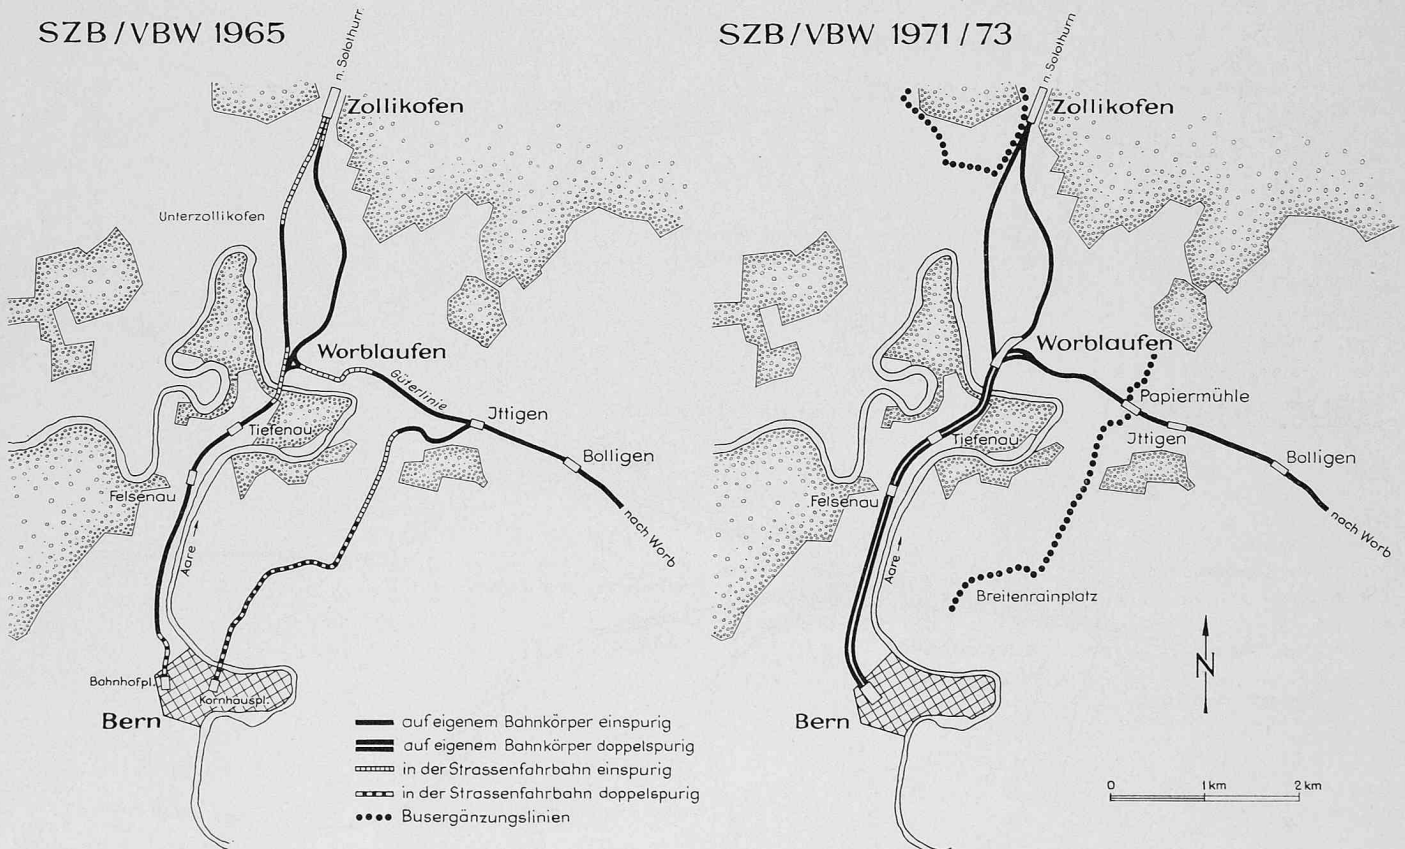 SZB/VBW 1965
n. Solothurn
Zollikofen
Unterzollikofen
Worblaufen
Güterlinie
Jttigen
Tiefenau
Bolligen
Felsenau
nach Worb
Aare
Bahnhofpl.
Kornhauspl.
Bern
auf eigenem Bahnkörper einspurig
auf eigenem Bahnkörper doppelspurig
in der Strassenfahrbahn einspurig
in der Strassenfahrbahn doppelspurig
Busergänzungslinien
SZB/VBW 1971/73
n. Solothurn
Zollikofen
Worblaufen
Papiermühle
Jttigen
Tiefenau
Bolligen
Felsenau
nach Worb
Aare
Breitenrainplatz
N
Bern
0 1 km 2 km